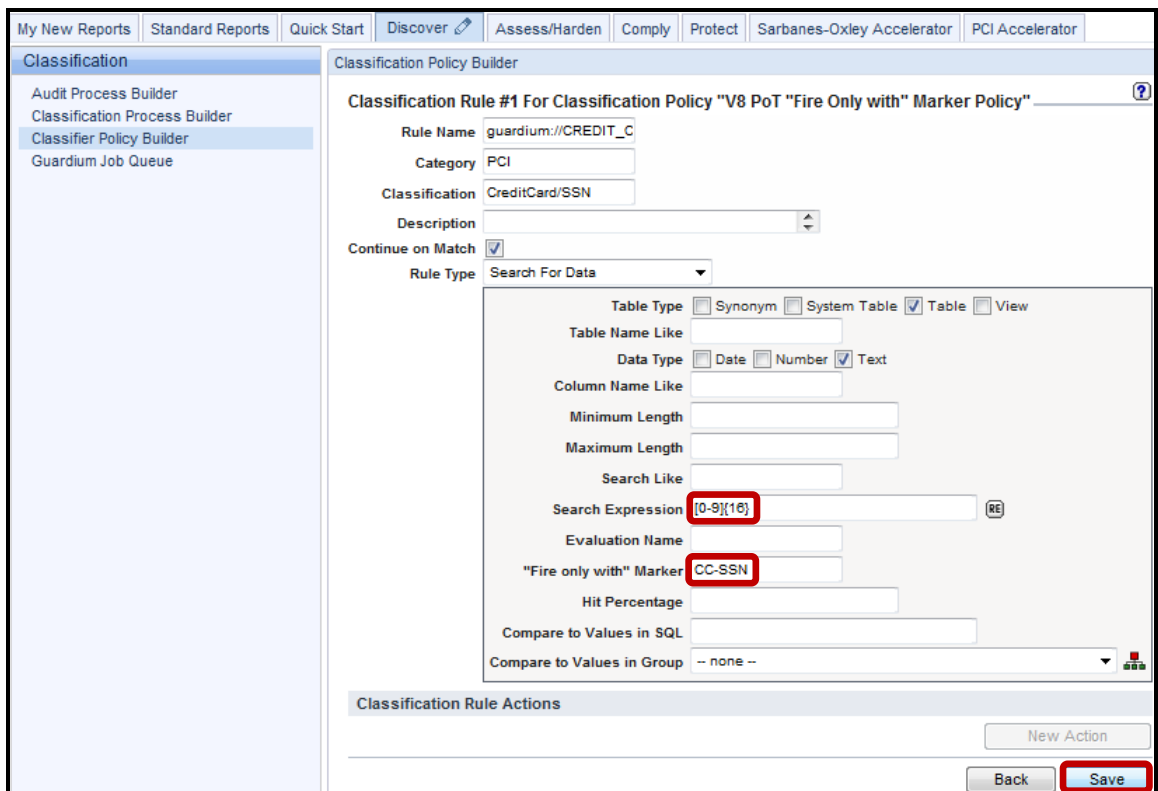 My New Reports Standard Reports Quick Start Discover Assess/Harden Comply Protect Sarbanes-Oxley Accelerator PCI Accelerator
Classification
Audit Process Builder
Classification Process Builder
Classifier Policy Builder
Guardium Job Queue
Classification Policy Builder
Classification Rule #1 For Classification Policy "V8 PoT "Fire Only with" Marker Policy"
?
Rule Name guardium://CREDIT_C
Category PCI
Classification CreditCard/SSN
Description
Continue on Match
Rule Type Search For Data
Table Type Synonym System Table Table View
Table Name Like
Data Type Date Number Text
Column Name Like
Minimum Length
Maximum Length
Search Like
Search Expression [0-9]{16} RE
Evaluation Name
"Fire only with" Marker CC-SSN
Hit Percentage
Compare to Values in SQL
Compare to Values in Group -- none --
Classification Rule Actions
New Action
Back Save